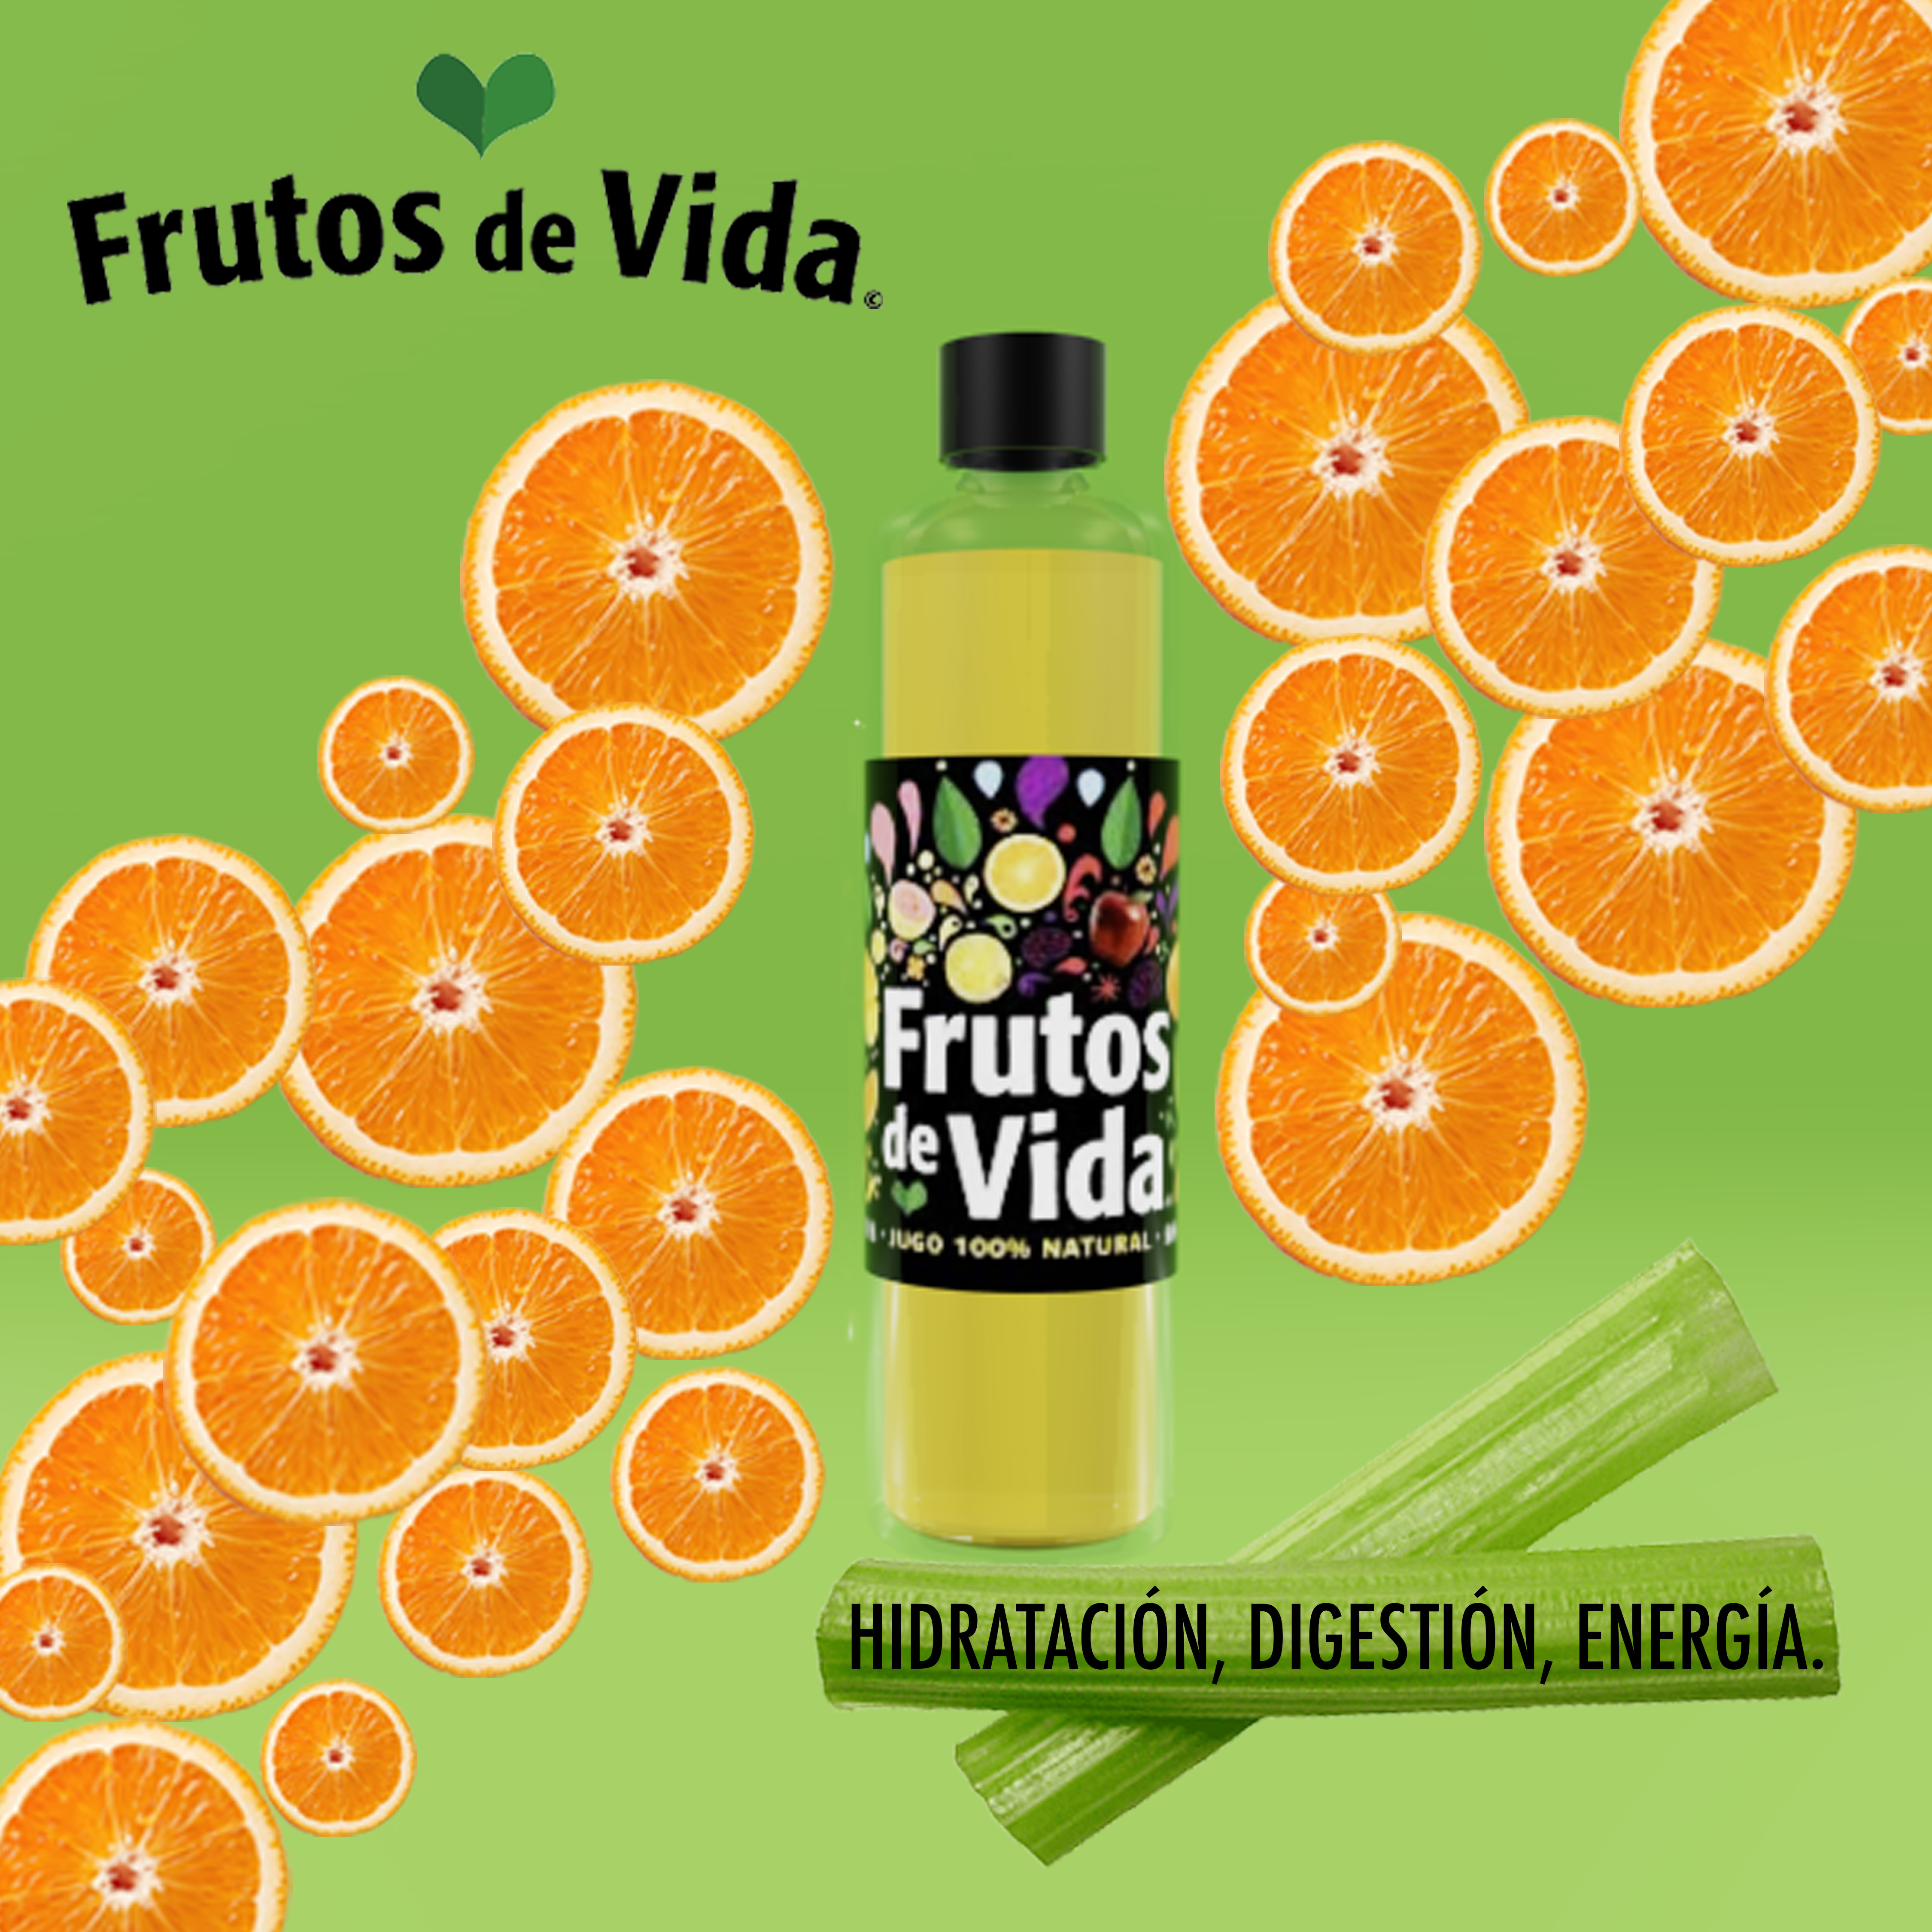 Frutos de Vida©
Frutos
de Vida.
· JUGO 100% NATURAL ·
HIDRATACIÓN, DIGESTIÓN, ENERGÍA.